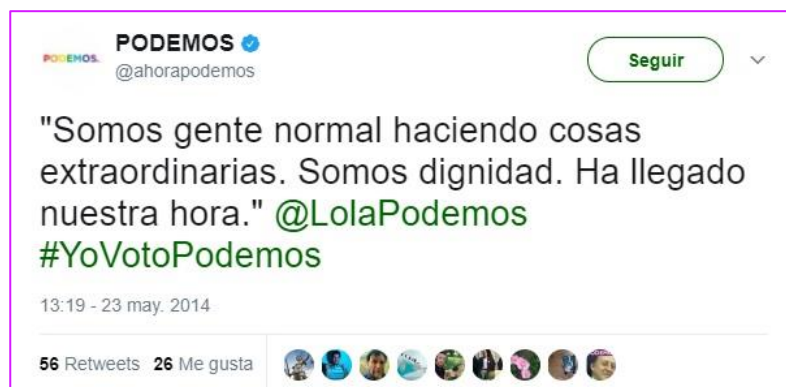 PODEMOS
PODEMOS.
@ahorapodemos
Seguir
"Somos gente normal haciendo cosas
extraordinarias. Somos dignidad. Ha llegado
nuestra hora." @LolaPodemos
#YoVotoPodemos
13:19 - 23 may. 2014
56 Retweets 26 Me gusta